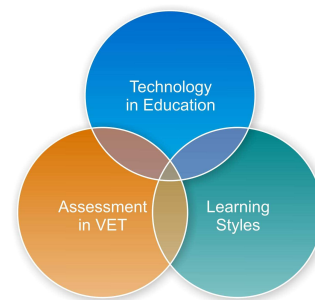 Technology
in Education
Assessment
in VET
Learning
Styles